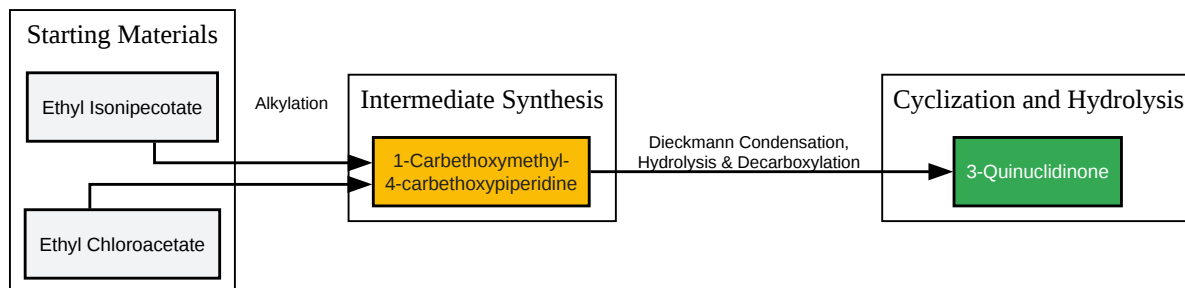 Starting Materials
Ethyl Isonipecotate
Ethyl Chloroacetate
Alkylation
Intermediate Synthesis
1-Carbethoxymethyl-
4-carbethoxypiperidine
Dieckmann Condensation,
Hydrolysis & Decarboxylation
Cyclization and Hydrolysis
3-Quinuclidinone